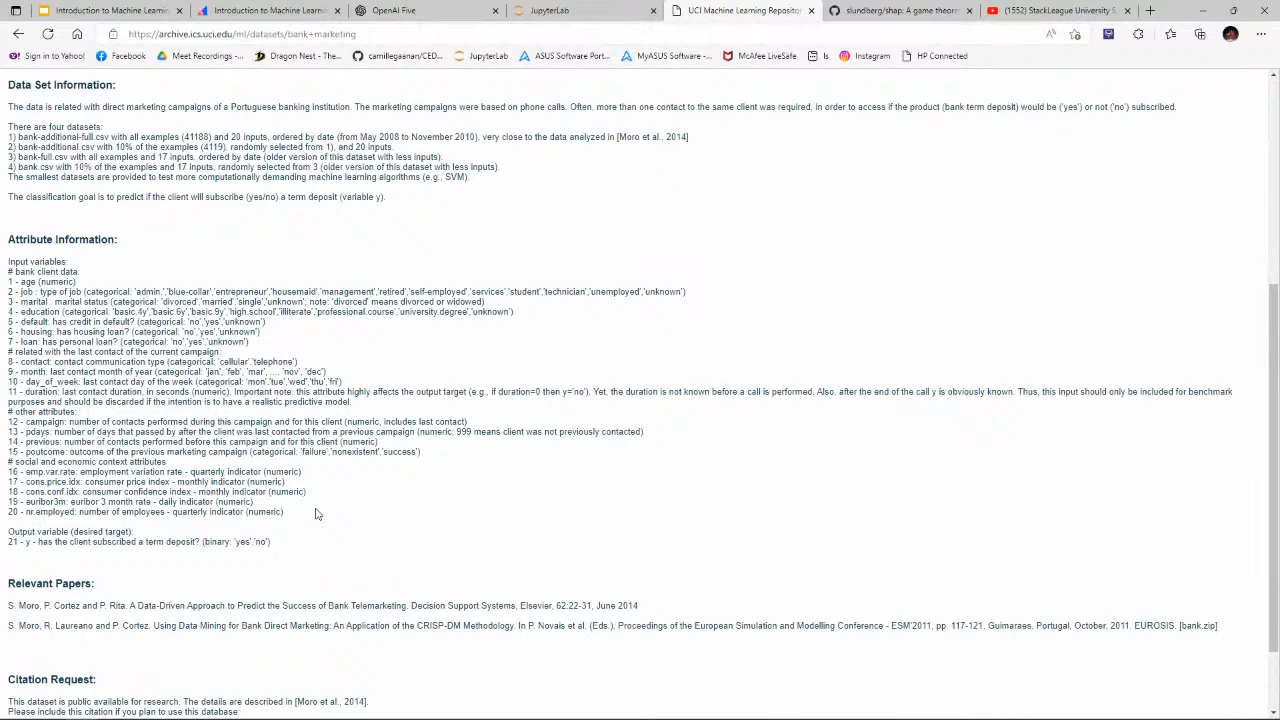 Introduction to Machine Learning
Introduction to Machine Learning
OpenAI Five
JupyterLab
UCI Machine Learning Reposito
slundberg/shap: A game theore
(1552) StackLeague University S
https://archive.ics.uci.edu/ml/datasets/bank+marketing
Sign in to Yahoo!
Facebook
Meet Recordings -...
Dragon Nest - The...
camillegaanan/CED...
JupyterLab
ASUS Software Port...
MyASUS Software -...
McAfee LiveSafe
ls
Instagram
HP Connected
Data Set Information:
The data is related with direct marketing campaigns of a Portuguese banking institution. The marketing campaigns were based on phone calls. Often, more than one contact to the same client was required, in order to access if the product (bank term deposit) would be ('yes') or not ('no') subscribed.
There are four datasets:
1) bank-additional-full.csv with all examples (41188) and 20 inputs, ordered by date (from May 2008 to November 2010), very close to the data analyzed in [Moro et al., 2014]
2) bank-additional.csv with 10% of the examples (4119), randomly selected from 1), and 20 inputs.
3) bank-full.csv with all examples and 17 inputs, ordered by date (older version of this dataset with less inputs).
4) bank.csv with 10% of the examples and 17 inputs, randomly selected from 3 (older version of this dataset with less inputs).
The smallest datasets are provided to test more computationally demanding machine learning algorithms (e.g., SVM).
The classification goal is to predict if the client will subscribe (yes/no) a term deposit (variable y).
Attribute Information:
Input variables:
# bank client data:
1 - age (numeric)
2 - job : type of job (categorical: 'admin.','blue-collar','entrepreneur','housemaid','management','retired','self-employed','services','student','technician','unemployed','unknown')
3 - marital : marital status (categorical: 'divorced','married','single','unknown'; note: 'divorced' means divorced or widowed)
4 - education (categorical: 'basic.4y','basic.6y','basic.9y','high.school','illiterate','professional.course','university.degree','unknown')
5 - default: has credit in default? (categorical: 'no','yes','unknown')
6 - housing: has housing loan? (categorical: 'no','yes','unknown')
7 - loan: has personal loan? (categorical: 'no','yes','unknown')
# related with the last contact of the current campaign:
8 - contact: contact communication type (categorical: 'cellular','telephone')
9 - month: last contact month of year (categorical: 'jan', 'feb', 'mar', ..., 'nov', 'dec')
10 - day_of_week: last contact day of the week (categorical: 'mon','tue','wed','thu','fri')
11 - duration: last contact duration, in seconds (numeric). Important note: this attribute highly affects the output target (e.g., if duration=0 then y='no'). Yet, the duration is not known before a call is performed. Also, after the end of the call y is obviously known. Thus, this input should only be included for benchmark
purposes and should be discarded if the intention is to have a realistic predictive model.
# other attributes:
12 - campaign: number of contacts performed during this campaign and for this client (numeric, includes last contact)
13 - pdays: number of days that passed by after the client was last contacted from a previous campaign (numeric; 999 means client was not previously contacted)
14 - previous: number of contacts performed before this campaign and for this client (numeric)
15 - poutcome: outcome of the previous marketing campaign (categorical: 'failure','nonexistent','success')
# social and economic context attributes
16 - emp.var.rate: employment variation rate - quarterly indicator (numeric)
17 - cons.price.idx: consumer price index - monthly indicator (numeric)
18 - cons.conf.idx: consumer confidence index - monthly indicator (numeric)
19 - euribor3m: euribor 3 month rate - daily indicator (numeric)
20 - nr.employed: number of employees - quarterly indicator (numeric)
Output variable (desired target):
21 - y - has the client subscribed a term deposit? (binary: 'yes','no')
Relevant Papers:
S. Moro, P. Cortez and P. Rita. A Data-Driven Approach to Predict the Success of Bank Telemarketing. Decision Support Systems, Elsevier, 62:22-31, June 2014
S. Moro, R. Laureano and P. Cortez. Using Data Mining for Bank Direct Marketing: An Application of the CRISP-DM Methodology. In P. Novais et al. (Eds.), Proceedings of the European Simulation and Modelling Conference - ESM'2011, pp. 117-121, Guimaraes, Portugal, October, 2011. EUROSIS. [bank.zip]
Citation Request:
This dataset is public available for research. The details are described in [Moro et al., 2014].
Please include this citation if you plan to use this database: